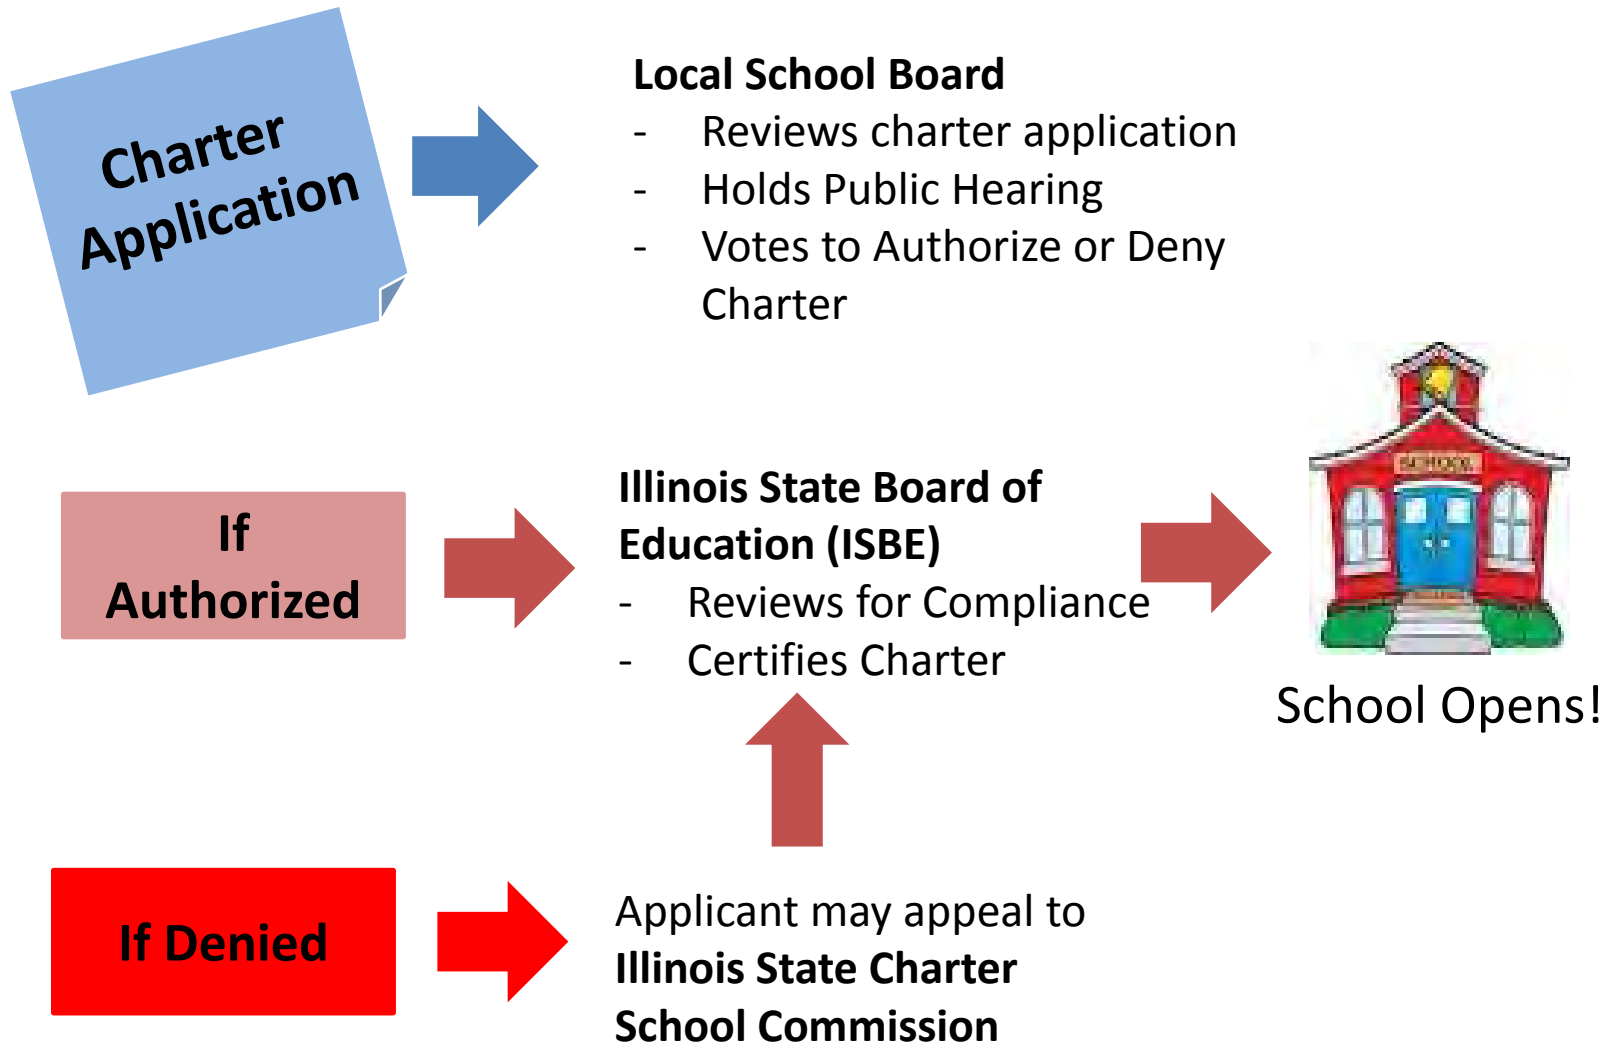 Charter
Application
Local School Board
- Reviews charter application
- Holds Public Hearing
- Votes to Authorize or Deny
Charter
If
Authorized
Illinois State Board of
Education (ISBE)
- Reviews for Compliance
- Certifies Charter
SCHOOL
School Opens!
If Denied
Applicant may appeal to
Illinois State Charter
School Commission